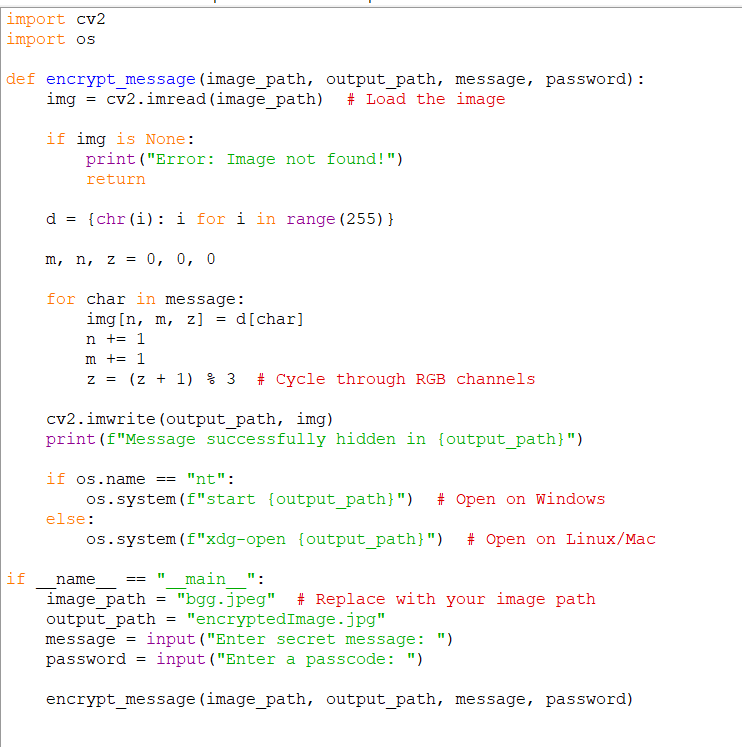 import cv2
import os
def encrypt_message(image_path, output_path, message, password):
    img = cv2.imread(image_path)  # Load the image
    if img is None:
        print("Error: Image not found!")
        return
    d = {chr(i): i for i in range(255)}
    m, n, z = 0, 0, 0
    for char in message:
        img[n, m, z] = d[char]
        n += 1
        m += 1
        z = (z + 1) % 3  # Cycle through RGB channels
    cv2.imwrite(output_path, img)
    print(f"Message successfully hidden in {output_path}")
    if os.name == "nt":
        os.system(f"start {output_path}")  # Open on Windows
    else:
        os.system(f"xdg-open {output_path}")  # Open on Linux/Mac
if __name__ == "__main__":
    image_path = "bgg.jpeg"  # Replace with your image path
    output_path = "encryptedImage.jpg"
    message = input("Enter secret message: ")
    password = input("Enter a passcode: ")
    encrypt_message(image_path, output_path, message, password)